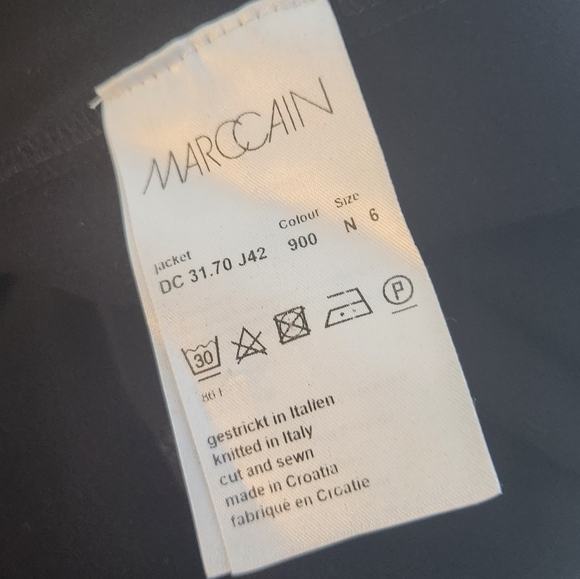 MARCCAIN
Jacket Colour Size
DC 31.70 J42 900 N 6
30 P
gestrickt in Italien
knitted in Italy
cut and sewn
made in Croatia
fabriqué en Croatie